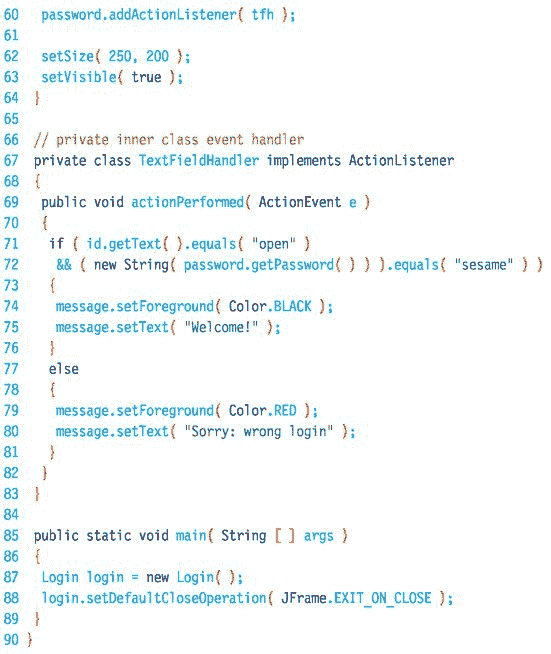 60 password.addActionListener( tfh );
61
62 setSize( 250, 200 );
63 setVisible( true );
64 }
65
66 // private inner class event handler
67 private class TextFieldHandler implements ActionListener
68 {
69 public void actionPerformed( ActionEvent e )
70 {
71 if ( id.getText( ).equals( "open" )
72 && ( new String( password.getPassword( ) ) ).equals( "sesame" ) )
73 {
74 message.setForeground( Color.BLACK );
75 message.setText( "Welcome!" );
76 }
77 else
78 {
79 message.setForeground( Color.RED );
80 message.setText( "Sorry: wrong login" );
81 }
82 }
83 }
84
85 public static void main( String [ ] args )
86 {
87 Login login = new Login( );
88 login.setDefaultCloseOperation( JFrame.EXIT_ON_CLOSE );
89 }
90 }